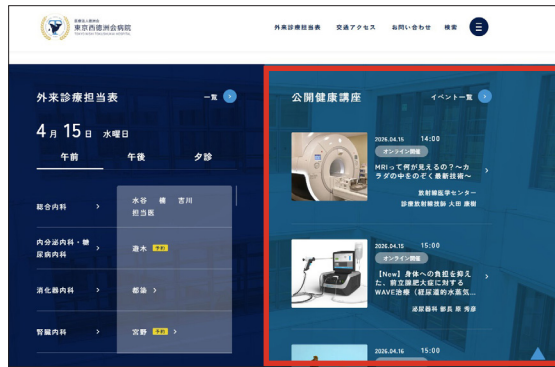 東京西徳洲会病院
外来診療担当表
交通アクセス
お問い合わせ
検索
外来診療担当表
一覧
4月15日 水曜日
午前
午後
夕診
総合内科
水谷
吉川
担当医
内分泌内科・糖
尿病内科
遊木 予約
消化器内科
都築
腎臓内科
宮野 予約
公開健康講座
イベント一覧
2026.04.15 14:00
オンライン開催
MRIって何が見えるの?〜カ
ラダの中をのぞく最新技術〜
放射線医学センター
診療放射線技師 大田 康樹
2026.04.15 15:00
オンライン開催
【New】身体への負担を抑え
た、前立腺肥大症に対する
WAVE治療(経尿道的水蒸気...
泌尿器科 部長 原 秀彦
2026.04.16 15:00
オンライン開催